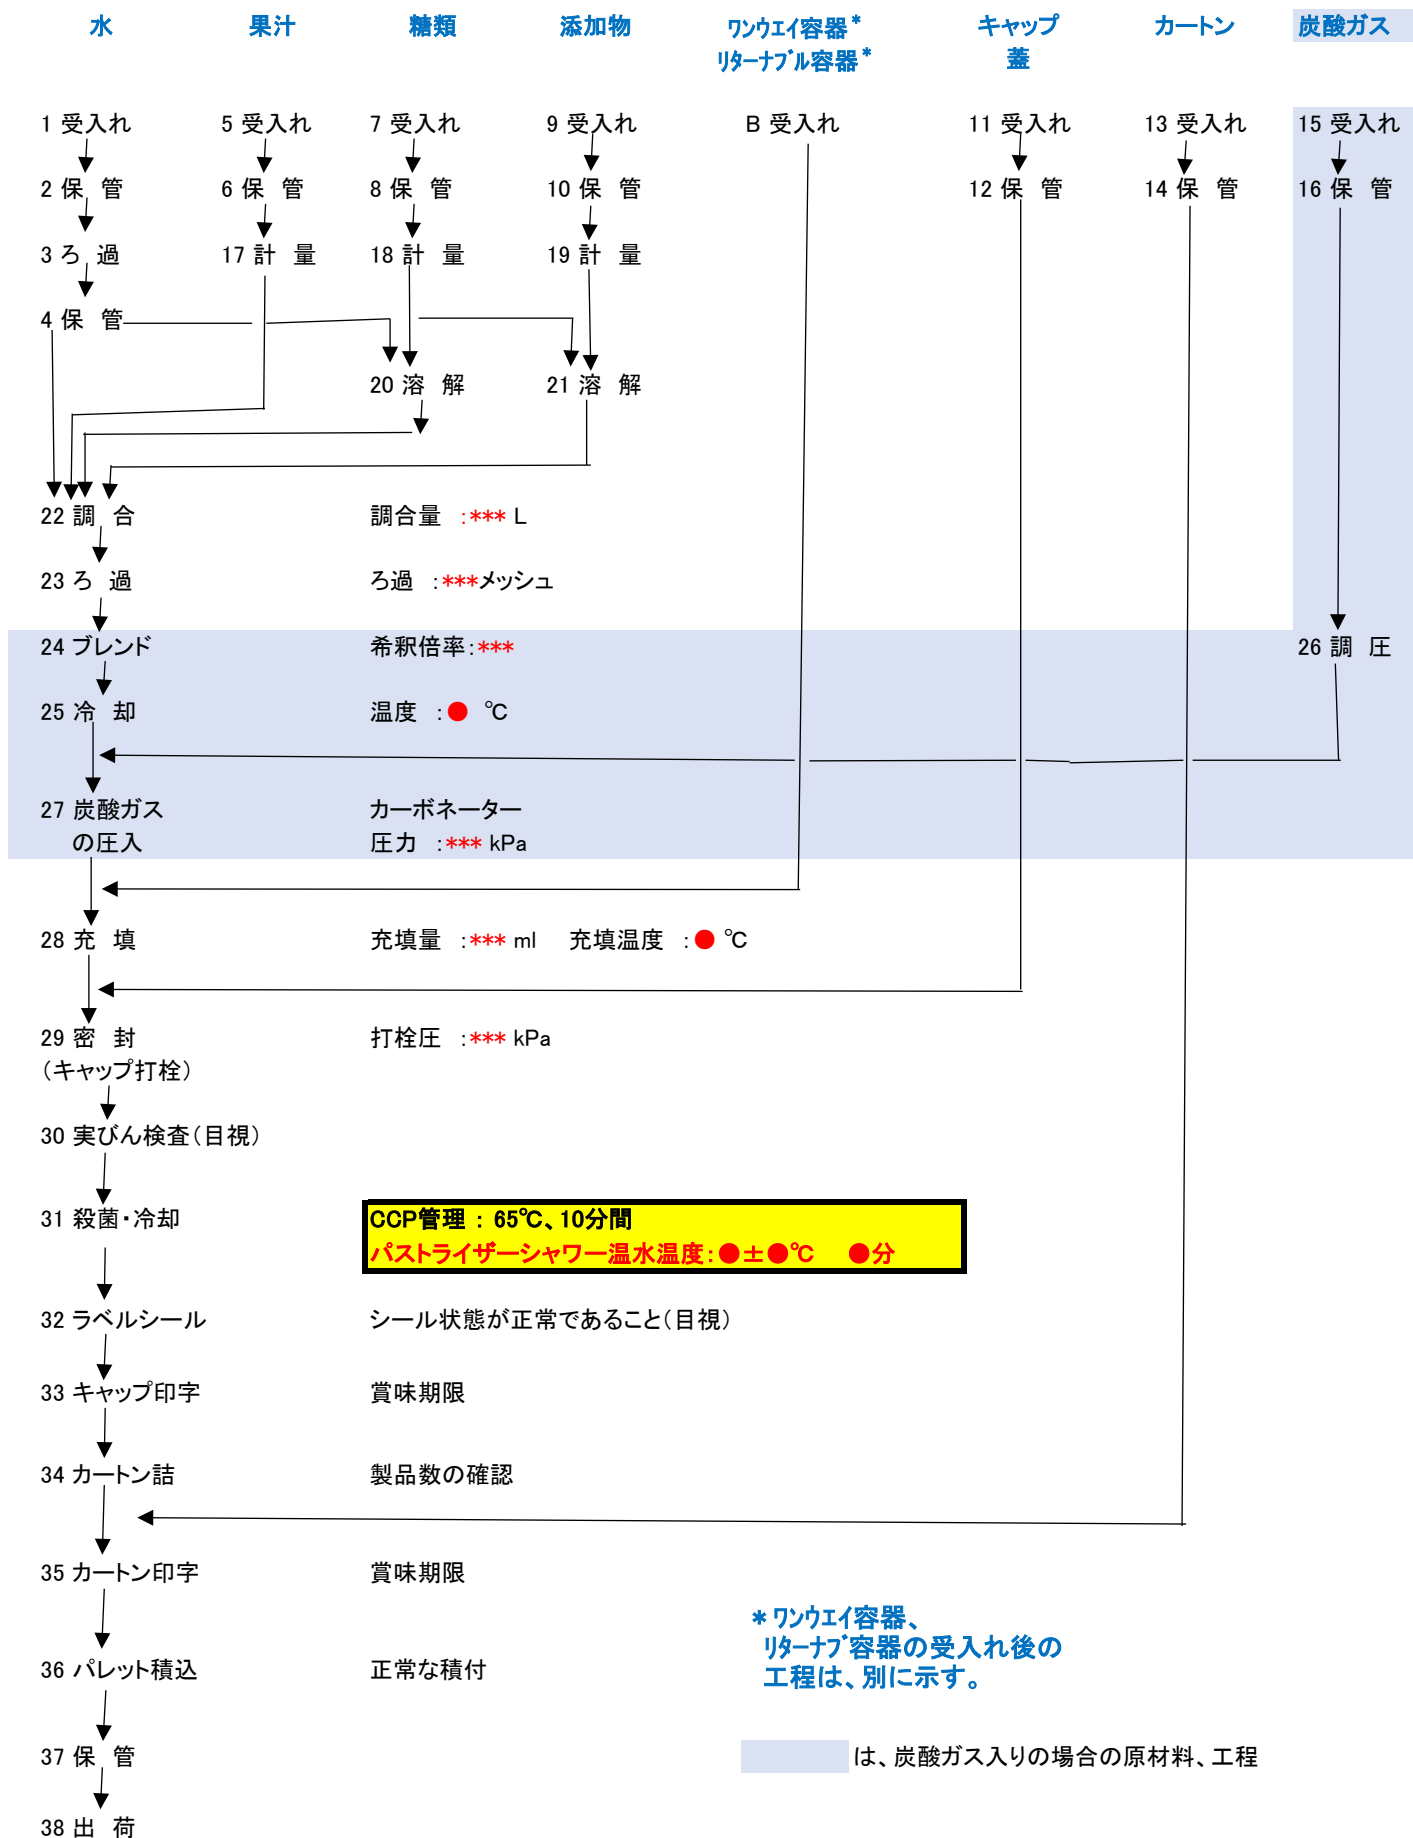 水 果汁 糖類 添加物 ﾜﾝｳｴｲ容器* キャップ カートン 炭酸ガス
ﾘﾀｰﾅﾌﾞﾙ容器* 蓋
1 受入れ 5 受入れ 7 受入れ 9 受入れ B 受入れ 11 受入れ 13 受入れ 15 受入れ
2 保　管 6 保　管 8 保　管 10 保　管 12 保　管 14 保　管 16 保　管
3 ろ　過 17 計　量 18 計　量 19 計　量
4 保　管
20 溶　解 21 溶　解
22 調　合 調合量　：*** L
23 ろ　過 ろ過　：***メッシュ
24 ブレンド 希釈倍率：*** 26 調　圧
25 冷　却 温度　：●　℃
27 炭酸ガス カーボネーター
の圧入 圧力　：*** kPa
28 充　填 充填量　：*** ml 充填温度　：● ℃
29 密　封 打栓圧　：*** kPa
（キャップ打栓）
30 実びん検査（目視）
31 殺菌・冷却 CCP管理 ： 65℃、10分間
パストライザーシャワー温水温度：●±●℃　●分
32 ラベルシール シール状態が正常であること（目視）
33 キャップ印字 賞味期限
34 カートン詰 製品数の確認
35 カートン印字 賞味期限
* ﾜﾝｳｴｲ容器、
ﾘﾀｰﾅﾌﾞ容器の受入れ後の
36 パレット積込 正常な積付 工程は、別に示す。
37 保　管 は、炭酸ガス入りの場合の原材料、工程
38 出　荷